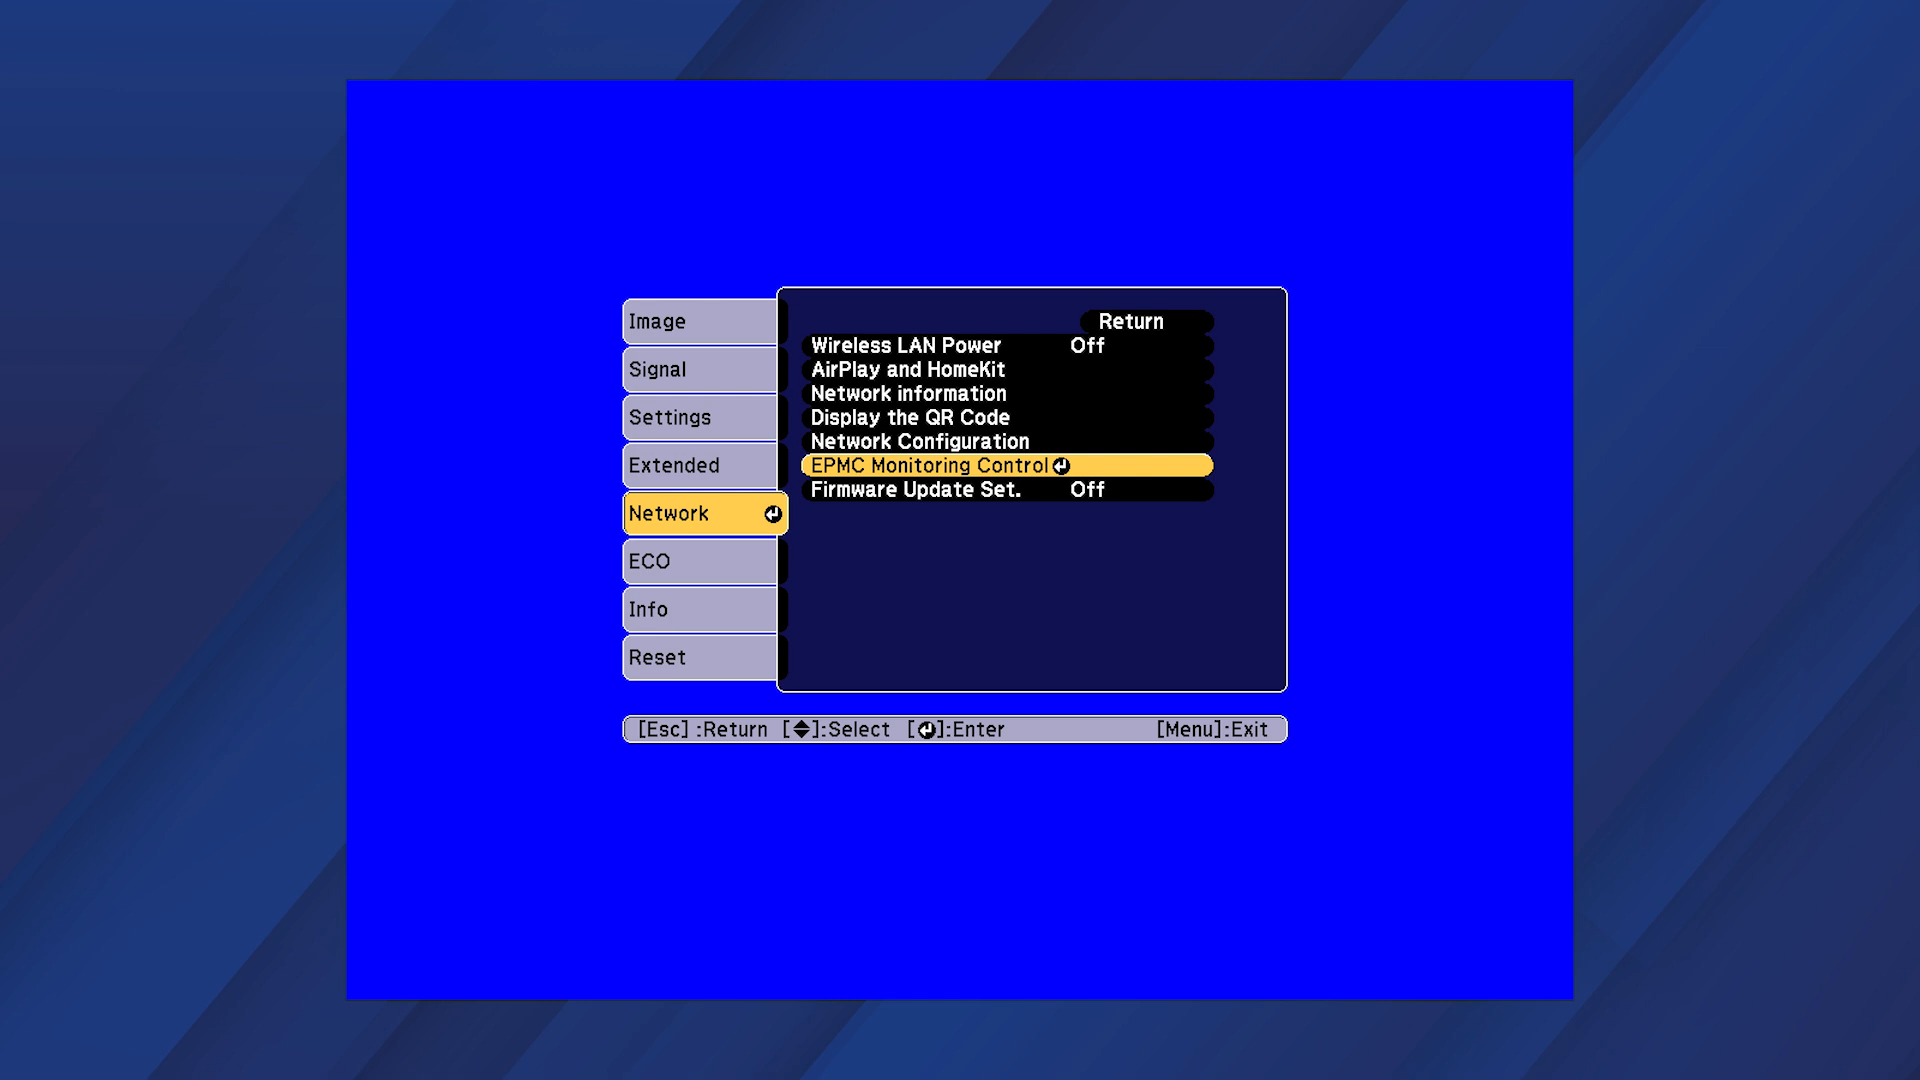 Image
Signal
Settings
Extended
Network
ECO
Info
Reset
Return
Wireless LAN Power Off
AirPlay and HomeKit
Network information
Display the QR Code
Network Configuration
EPMC Monitoring Control
Firmware Update Set. Off
[Esc] :Return [◆]:Select [↵]:Enter [Menu]:Exit